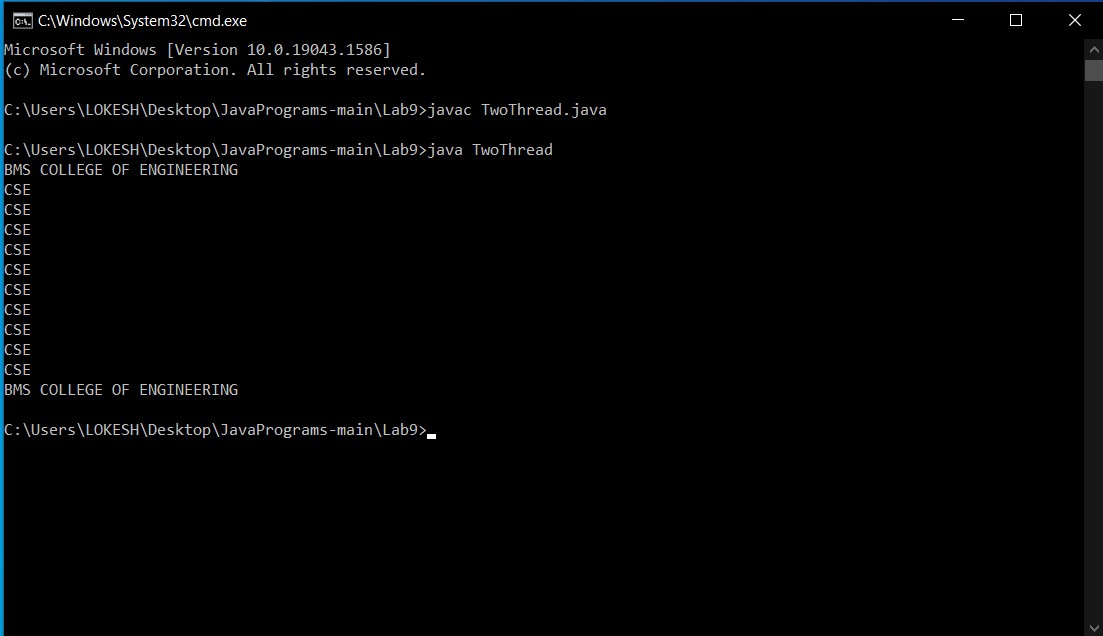 C:\Windows\System32\cmd.exe
Microsoft Windows [Version 10.0.19043.1586]
(c) Microsoft Corporation. All rights reserved.
C:\Users\LOKESH\Desktop\JavaPrograms-main\Lab9>javac TwoThread.java
C:\Users\LOKESH\Desktop\JavaPrograms-main\Lab9>java TwoThread
BMS COLLEGE OF ENGINEERING
CSE
CSE
CSE
CSE
CSE
CSE
CSE
CSE
CSE
CSE
BMS COLLEGE OF ENGINEERING
C:\Users\LOKESH\Desktop\JavaPrograms-main\Lab9>